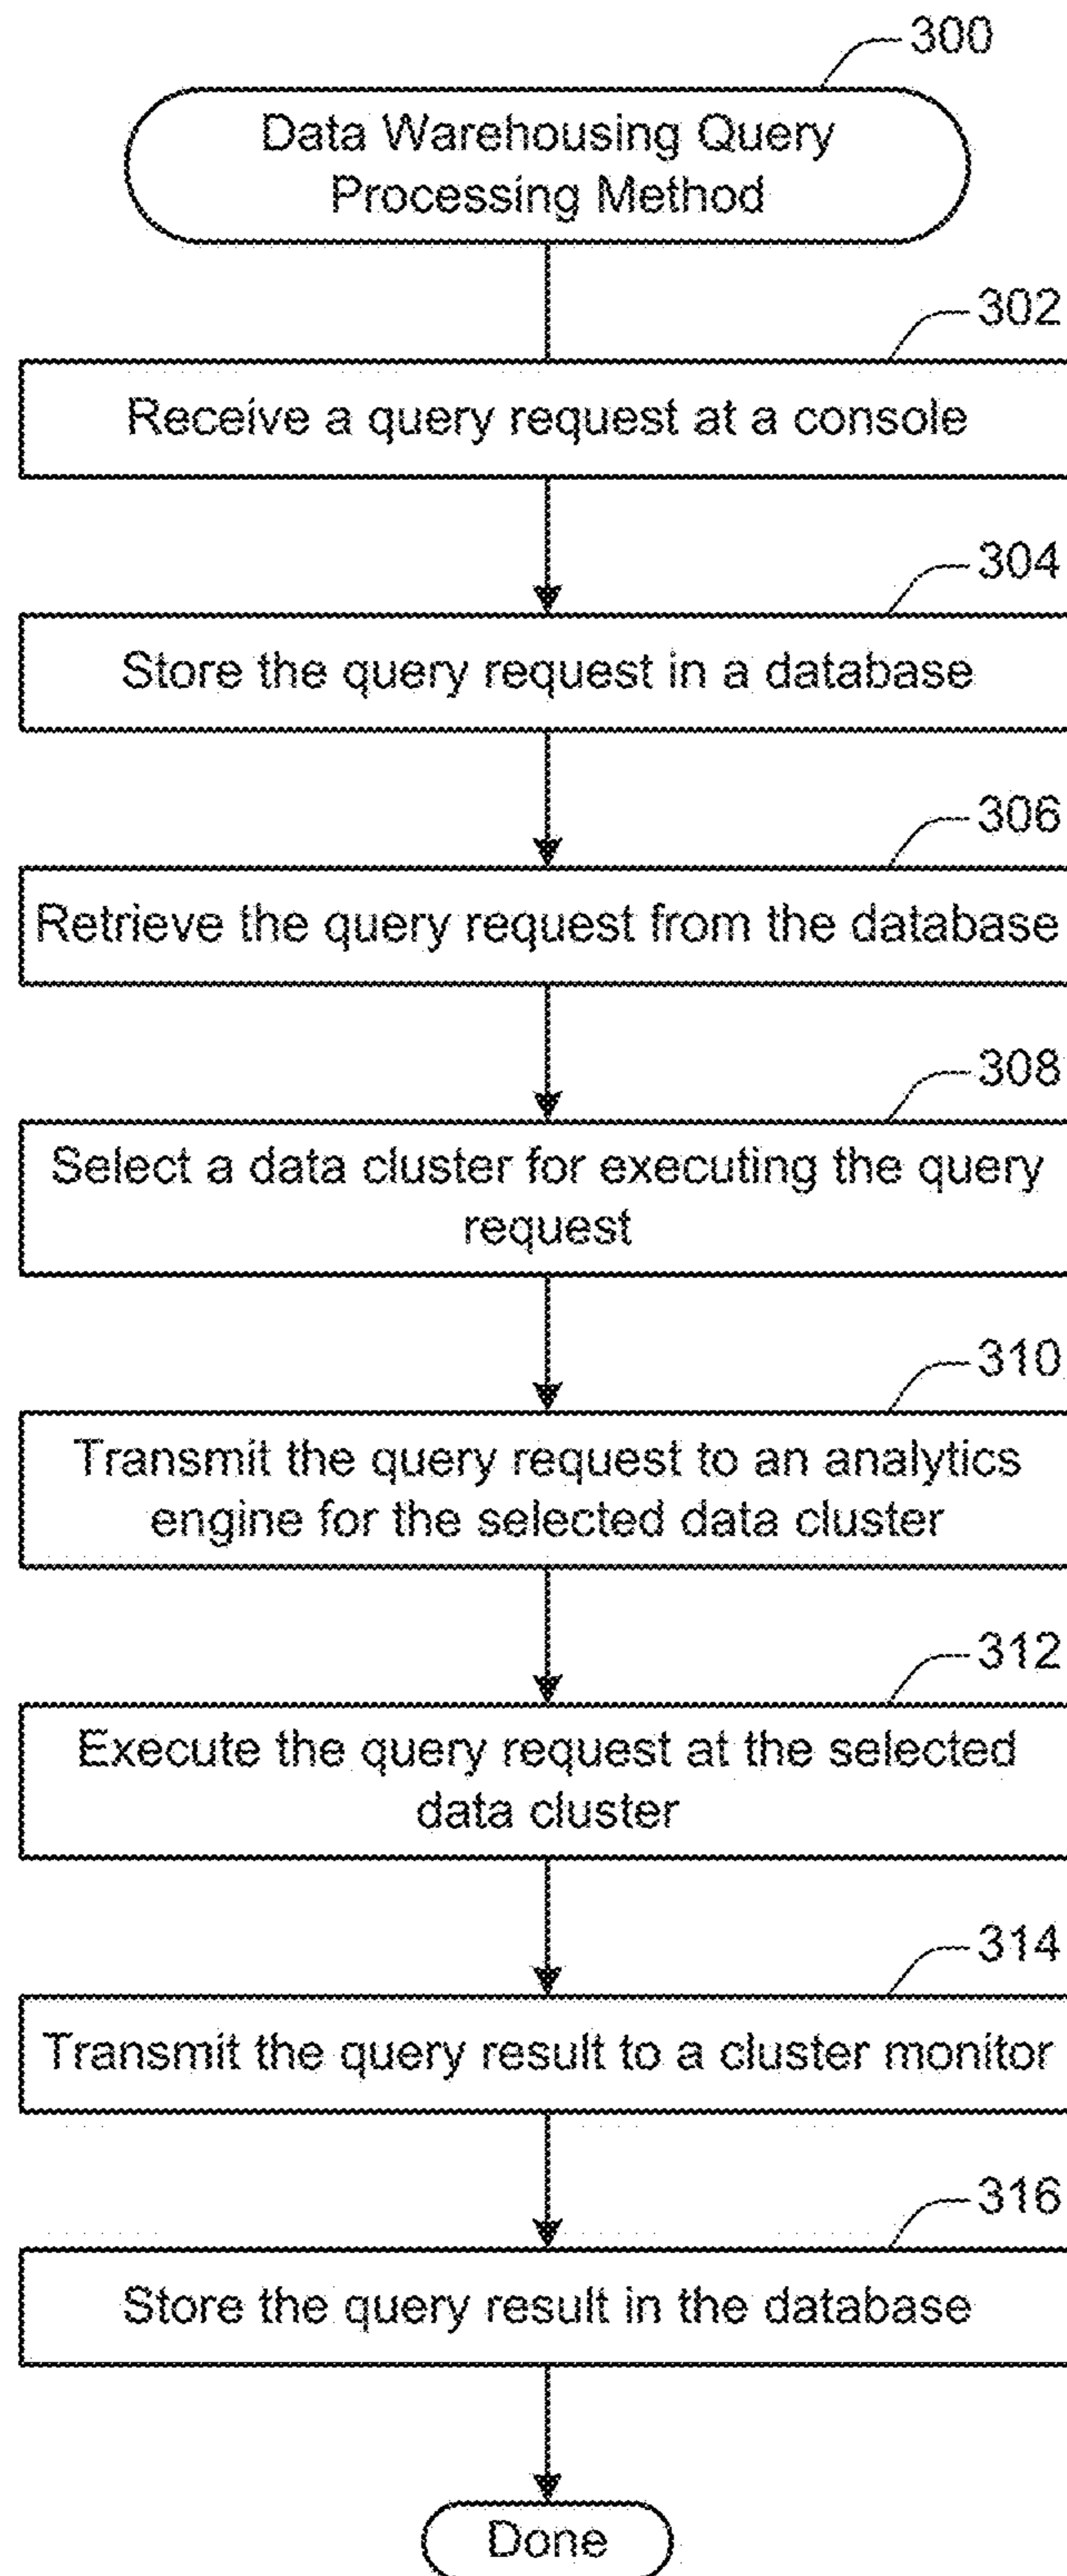 300
Data Warehousing Query
Processing Method
302
Receive a query request at a console
304
Store the query request in a database
306
Retrieve the query request from the database
308
Select a data cluster for executing the query
request
310
Transmit the query request to an analytics
engine for the selected data cluster
312
Execute the query request at the selected
data cluster
314
Transmit the query result to a cluster monitor
316
Store the query result in the database
Done